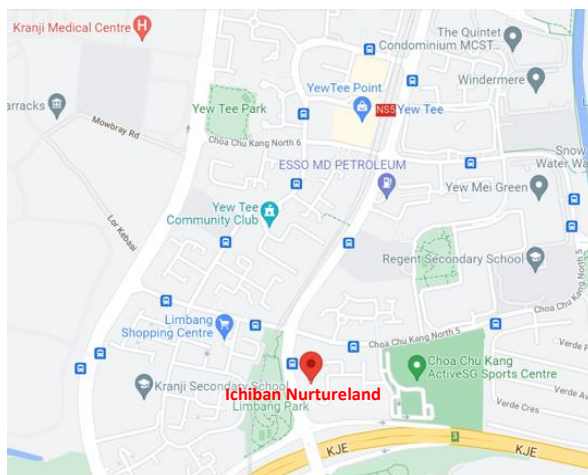 Kranji Medical Centre
The Quintet
Condominium MCST...
Windermere
YewTee Point
NS5 Yew Tee
arracks
Yew Tee Park
Mowbray Rd
Choa Chu Kang North 6
ESSO MD PETROLEUM
Snow
Water Wa
Yew Mei Green
Yew Tee
Community Club
Lor Kebasi
Regent Secondary School
Choa Chu Kang North 5
Limbang
Shopping Centre
Choa Chu Kang North 5
Verde P
Choa Chu Kang
ActiveSG Sports Centre
Kranji Secondary School
Ichiban Nurtureland
Limbang Park
Verde Av
Verde Cres
3
KJE
KJE